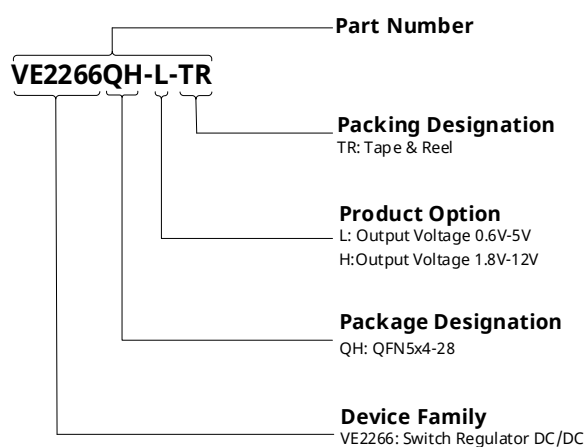 Part Number
VE2266QH-L-TR
Packing Designation
TR: Tape & Reel
Product Option
L: Output Voltage 0.6V-5V
H:Output Voltage 1.8V-12V
Package Designation
QH: QFN5x4-28
Device Family
VE2266: Switch Regulator DC/DC